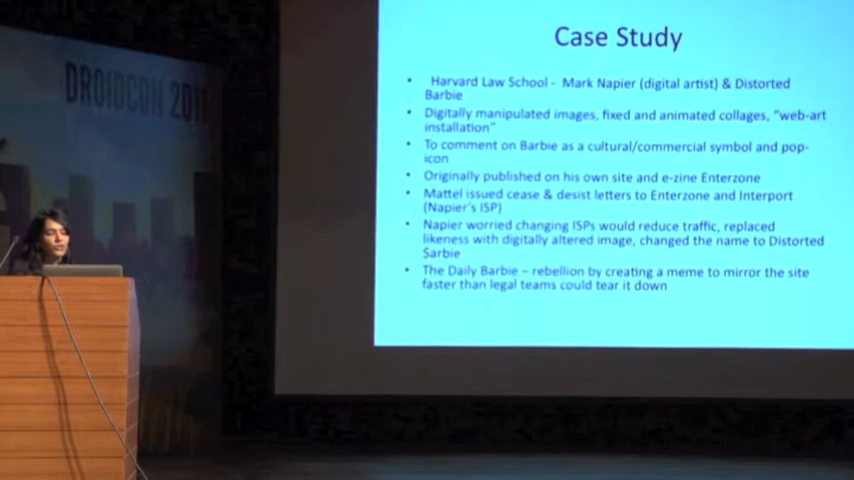 DROIDCON 2011
Case Study
• Harvard Law School - Mark Napier (digital artist) & Distorted
Barbie
• Digitally manipulated images, fixed and animated collages, “web-art
installation”
• To comment on Barbie as a cultural/commercial symbol and pop-
icon
• Originally published on his own site and e-zine Enterzone
• Mattel issued cease & desist letters to Enterzone and Interport
(Napier’s ISP)
• Napier worried changing ISPs would reduce traffic, replaced
likeness with digitally altered image, changed the name to Distorted
Sarbie
• The Daily Barbie – rebellion by creating a meme to mirror the site
faster than legal teams could tear it down